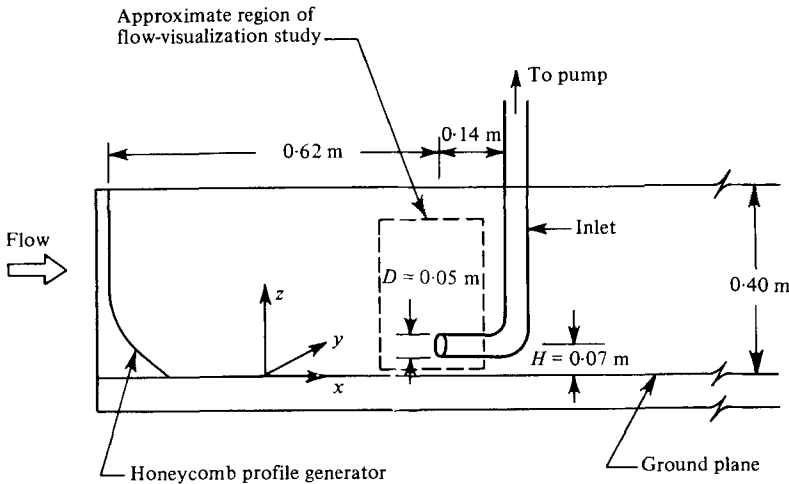 Approximate region of
flow-visualization study
To pump
0·14 m
0·62 m
Flow
Inlet
D = 0·05 m
0·40 m
z
y
x
H = 0·07 m
Honeycomb profile generator
Ground plane